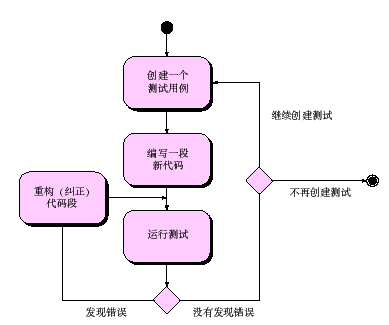 创建一个
测试用例
继续创建测试
编写一段
新代码
重构（纠正）
代码段
不再创建测试
运行测试
发现错误
没有发现错误